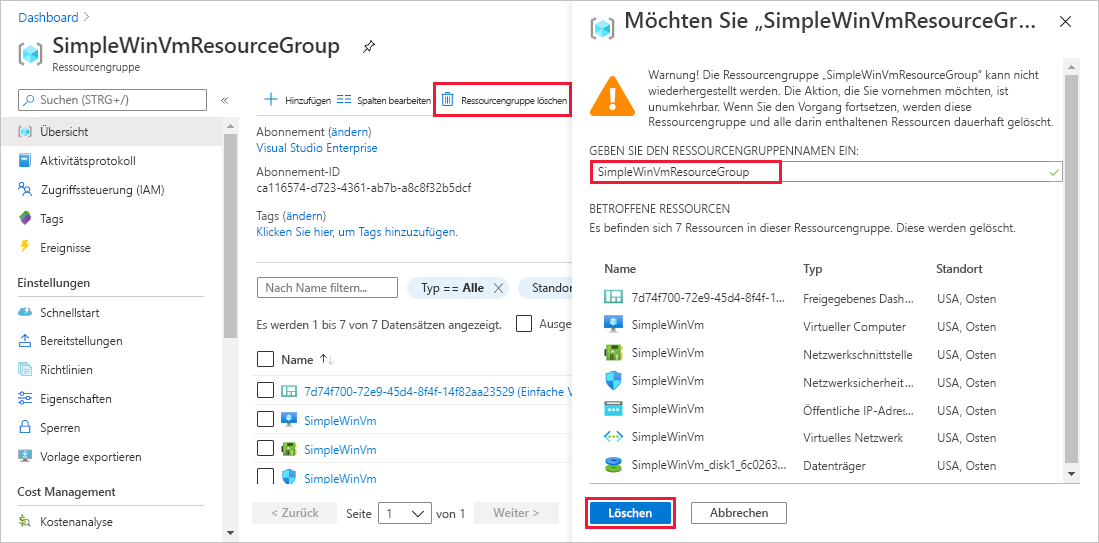 Dashboard
SimpleWinVmResourceGroup
Ressourcengruppe
Suchen (STRG+/)
«
Übersicht
Aktivitätsprotokoll
Zugriffssteuerung (IAM)
Tags
Ereignisse
Einstellungen
Schnellstart
Bereitstellungen
Richtlinien
Eigenschaften
Sperren
Vorlage exportieren
Cost Management
Kostenanalyse
Hinzufügen Spalten bearbeiten Ressourcengruppe löschen
Abonnement (ändern)
Visual Studio Enterprise
Abonnement-ID
ca116574-d723-4361-ab7b-a8c8f32b5dcf
Tags (ändern)
Klicken Sie hier, um Tags hinzuzufügen.
Nach Name filtern... Typ == Alle Standor
Es werden 1 bis 7 von 7 Datensätzen angezeigt. Ausge
Name ↑↓
7d74f700-72e9-45d4-8f4f-14f82aa23529 (Einfache V
SimpleWinVm
SimpleWinVm
SimpleWinVm
< Zurück Seite 1 von 1 Weiter >
Möchten Sie „SimpleWinVmResourceGr...
Warnung! Die Ressourcengruppe „SimpleWinVmResourceGroup" kann nicht
wiederhergestellt werden. Die Aktion, die Sie vornehmen möchten, ist
unumkehrbar. Wenn Sie den Vorgang fortsetzen, werden diese
Ressourcengruppe und alle darin enthaltenen Ressourcen dauerhaft gelöscht.
GEBEN SIE DEN RESSOURCENGRUPPENNAMEN EIN:
SimpleWinVmResourceGroup
BETROFFENE RESSOURCEN
Es befinden sich 7 Ressourcen in dieser Ressourcengruppe. Diese werden gelöscht.
Name Typ Standort
7d74f700-72e9-45d4-8f4f-1... Freigegebenes Dash... USA, Osten
SimpleWinVm Virtueller Computer USA, Osten
SimpleWinVm Netzwerkschnittstelle USA, Osten
SimpleWinVm Netzwerksicherheit... USA, Osten
SimpleWinVm Öffentliche IP-Adres... USA, Osten
SimpleWinVm Virtuelles Netzwerk USA, Osten
SimpleWinVm_disk1_6c0263... Datenträger USA, Osten
Löschen Abbrechen